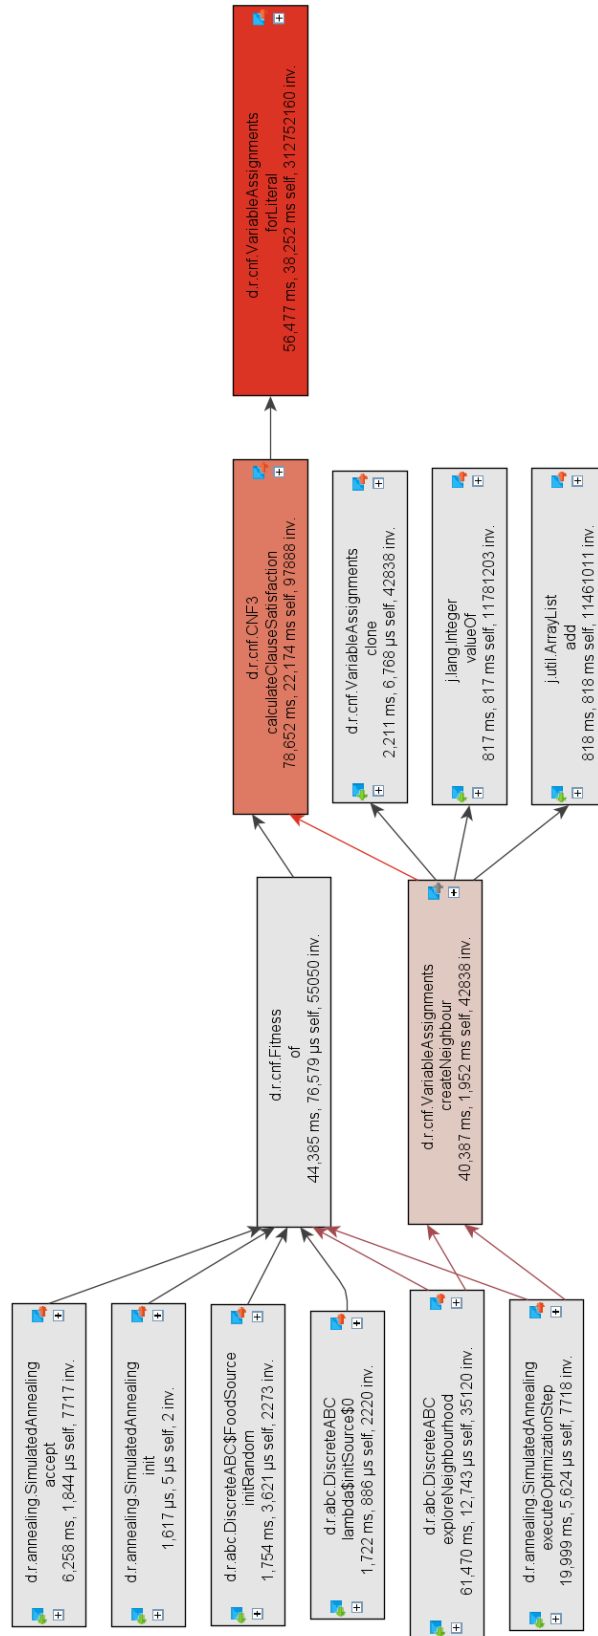 d.r.annealing.SimulatedAnnealing
accept
6,258 ms, 1,844 µs self, 7717 inv.
d.r.annealing.SimulatedAnnealing
init
1,617 µs, 5 µs self, 2 inv.
d.r.abc.DiscreteABC$FoodSource
initRandom
1,754 ms, 3,621 µs self, 2273 inv.
d.r.abc.DiscreteABC
lambda$initSource$0
1,722 ms, 886 µs self, 2220 inv.
d.r.abc.DiscreteABC
exploreNeighbourhood
61,470 ms, 12,743 µs self, 35120 inv.
d.r.annealing.SimulatedAnnealing
executeOptimizationStep
19,999 ms, 5,624 µs self, 7718 inv.
d.r.cnf.Fitness
of
44,385 ms, 76,579 µs self, 55050 inv.
d.r.cnf.VariableAssignments
createNeighbour
40,387 ms, 1,952 ms self, 42838 inv.
d.r.cnf.CNF3
calculateClauseSatisfaction
78,652 ms, 22,174 ms self, 97888 inv.
d.r.cnf.VariableAssignments
clone
2,211 ms, 6,768 µs self, 42838 inv.
j.lang.Integer
valueOf
817 ms, 817 ms self, 11781203 inv.
j.util.ArrayList
add
818 ms, 818 ms self, 11461011 inv.
d.r.cnf.VariableAssignments
forLiteral
56,477 ms, 38,252 ms self, 312752160 inv.